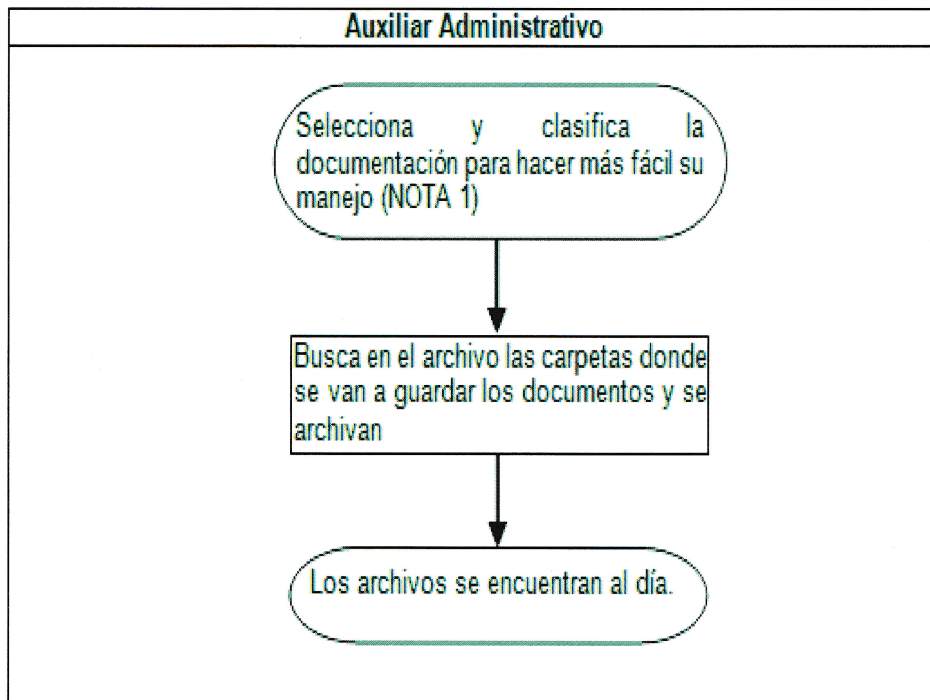 Auxiliar Administrativo
Selecciona y clasifica la
documentación para hacer más fácil su
manejo (NOTA 1)
Busca en el archivo las carpetas donde
se van a guardar los documentos y se
archivan
Los archivos se encuentran al día.